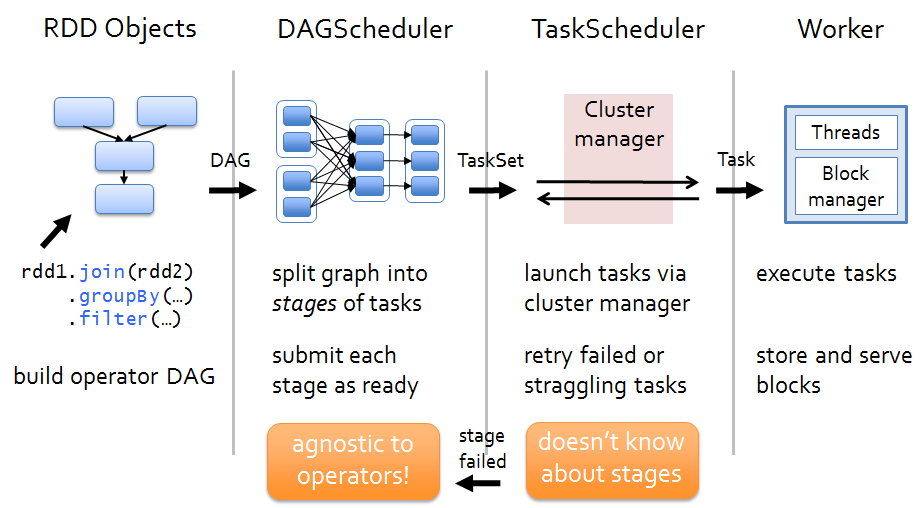 RDD Objects
DAGScheduler
TaskScheduler
Worker
DAG
TaskSet
Cluster
manager
Task
Threads
Block
manager
rdd1.join(rdd2)
.groupBy(…)
.filter(…)
build operator DAG
split graph into
stages of tasks
submit each
stage as ready
agnostic to
operators!
launch tasks via
cluster manager
retry failed or
straggling tasks
stage
failed
doesn’t know
about stages
execute tasks
store and serve
blocks